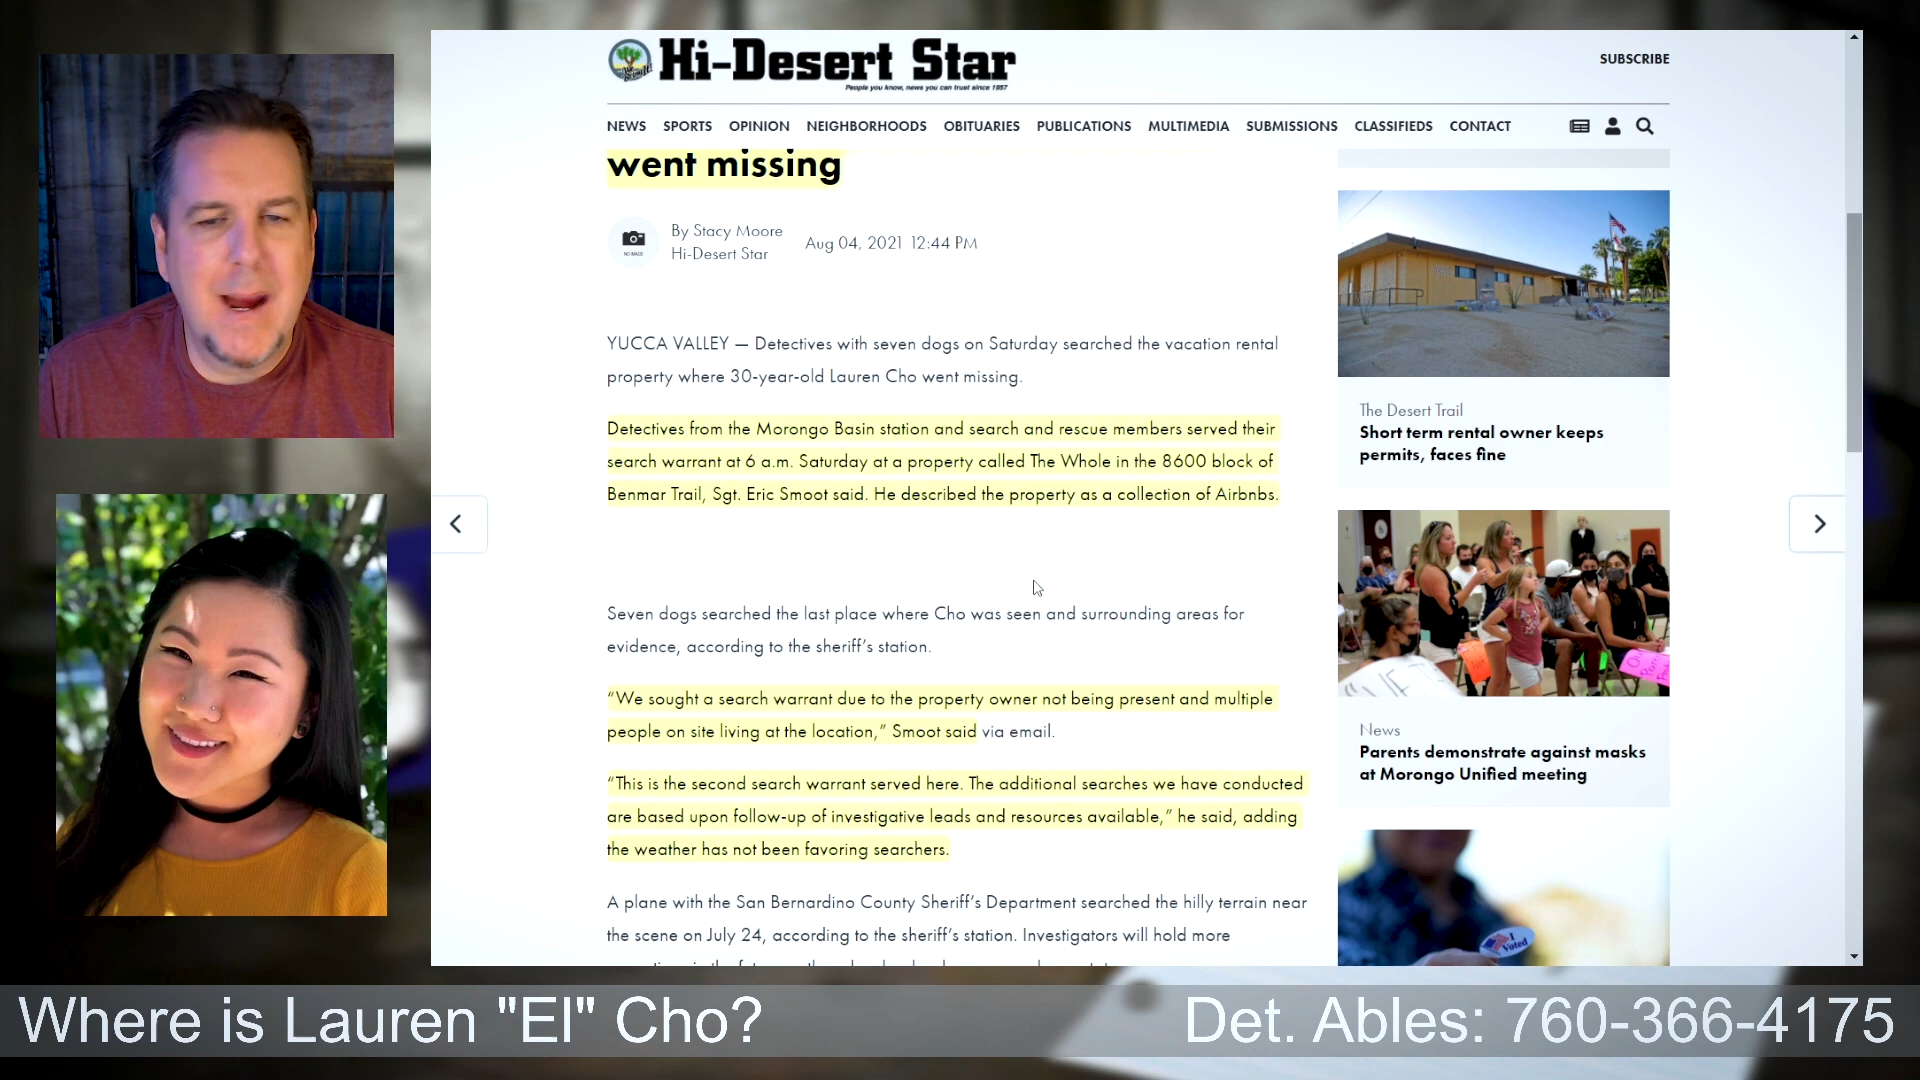 Hi-Desert Star
People you know, news you can trust since 1957
SUBSCRIBE
NEWS SPORTS OPINION NEIGHBORHOODS OBITUARIES PUBLICATIONS MULTIMEDIA SUBMISSIONS CLASSIFIEDS CONTACT
went missing
NO IMAGE
By Stacy Moore
Hi-Desert Star
Aug 04, 2021 12:44 PM
YUCCA VALLEY — Detectives with seven dogs on Saturday searched the vacation rental
property where 30-year-old Lauren Cho went missing.
Detectives from the Morongo Basin station and search and rescue members served their
search warrant at 6 a.m. Saturday at a property called The Whole in the 8600 block of
Benmar Trail, Sgt. Eric Smoot said. He described the property as a collection of Airbnbs.
Seven dogs searched the last place where Cho was seen and surrounding areas for
evidence, according to the sheriff’s station.
“We sought a search warrant due to the property owner not being present and multiple
people on site living at the location,” Smoot said via email.
“This is the second search warrant served here. The additional searches we have conducted
are based upon follow-up of investigative leads and resources available,” he said, adding
the weather has not been favoring searchers.
A plane with the San Bernardino County Sheriff’s Department searched the hilly terrain near
the scene on July 24, according to the sheriff’s station. Investigators will hold more
The Desert Trail
Short term rental owner keeps
permits, faces fine
News
Parents demonstrate against masks
at Morongo Unified meeting
I Voted
Where is Lauren "El" Cho?
Det. Ables: 760-366-4175